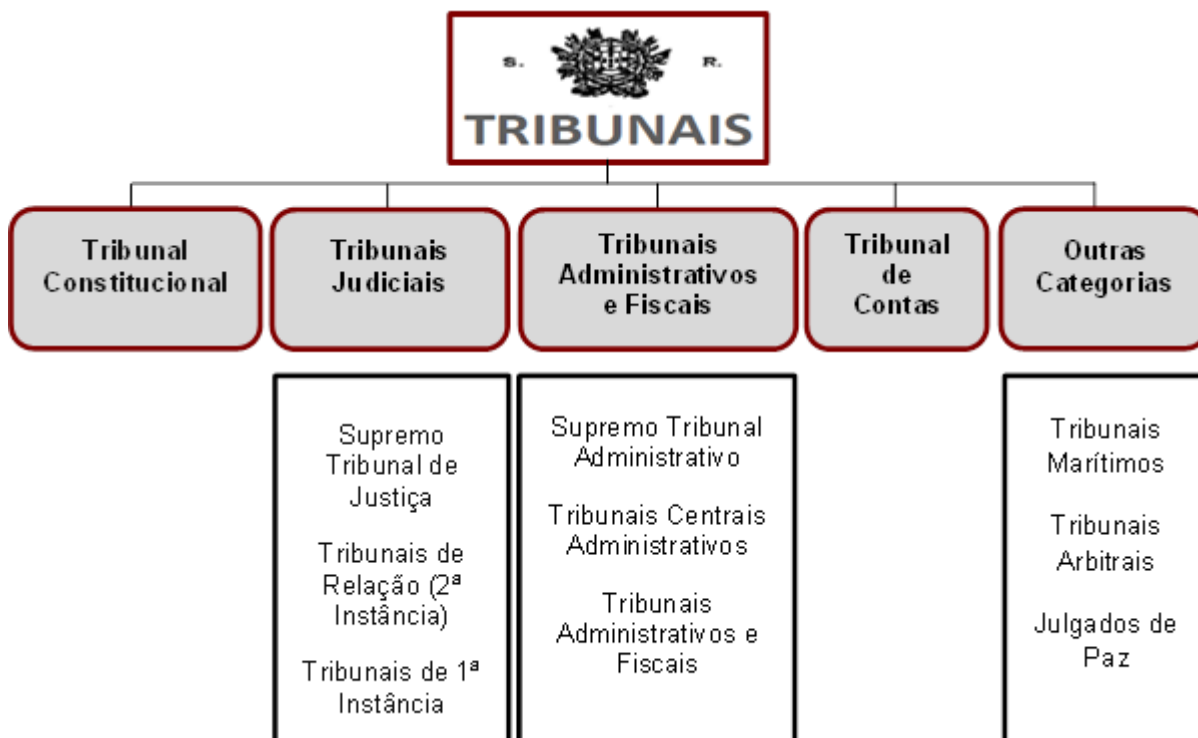 S. R.
TRIBUNAIS
Tribunal
Constitucional
Tribunais
Judiciais
Tribunais
Administrativos
e Fiscais
Tribunal
de
Contas
Outras
Categorias
Supremo
Tribunal de
Justiça
Tribunais de
Relação (2ª
Instância)
Tribunais de 1ª
Instância
Supremo Tribunal
Administrativo
Tribunais Centrais
Administrativos
Tribunais
Administrativos e
Fiscais
Tribunais
Marítimos
Tribunais
Arbitrais
Julgados de
Paz